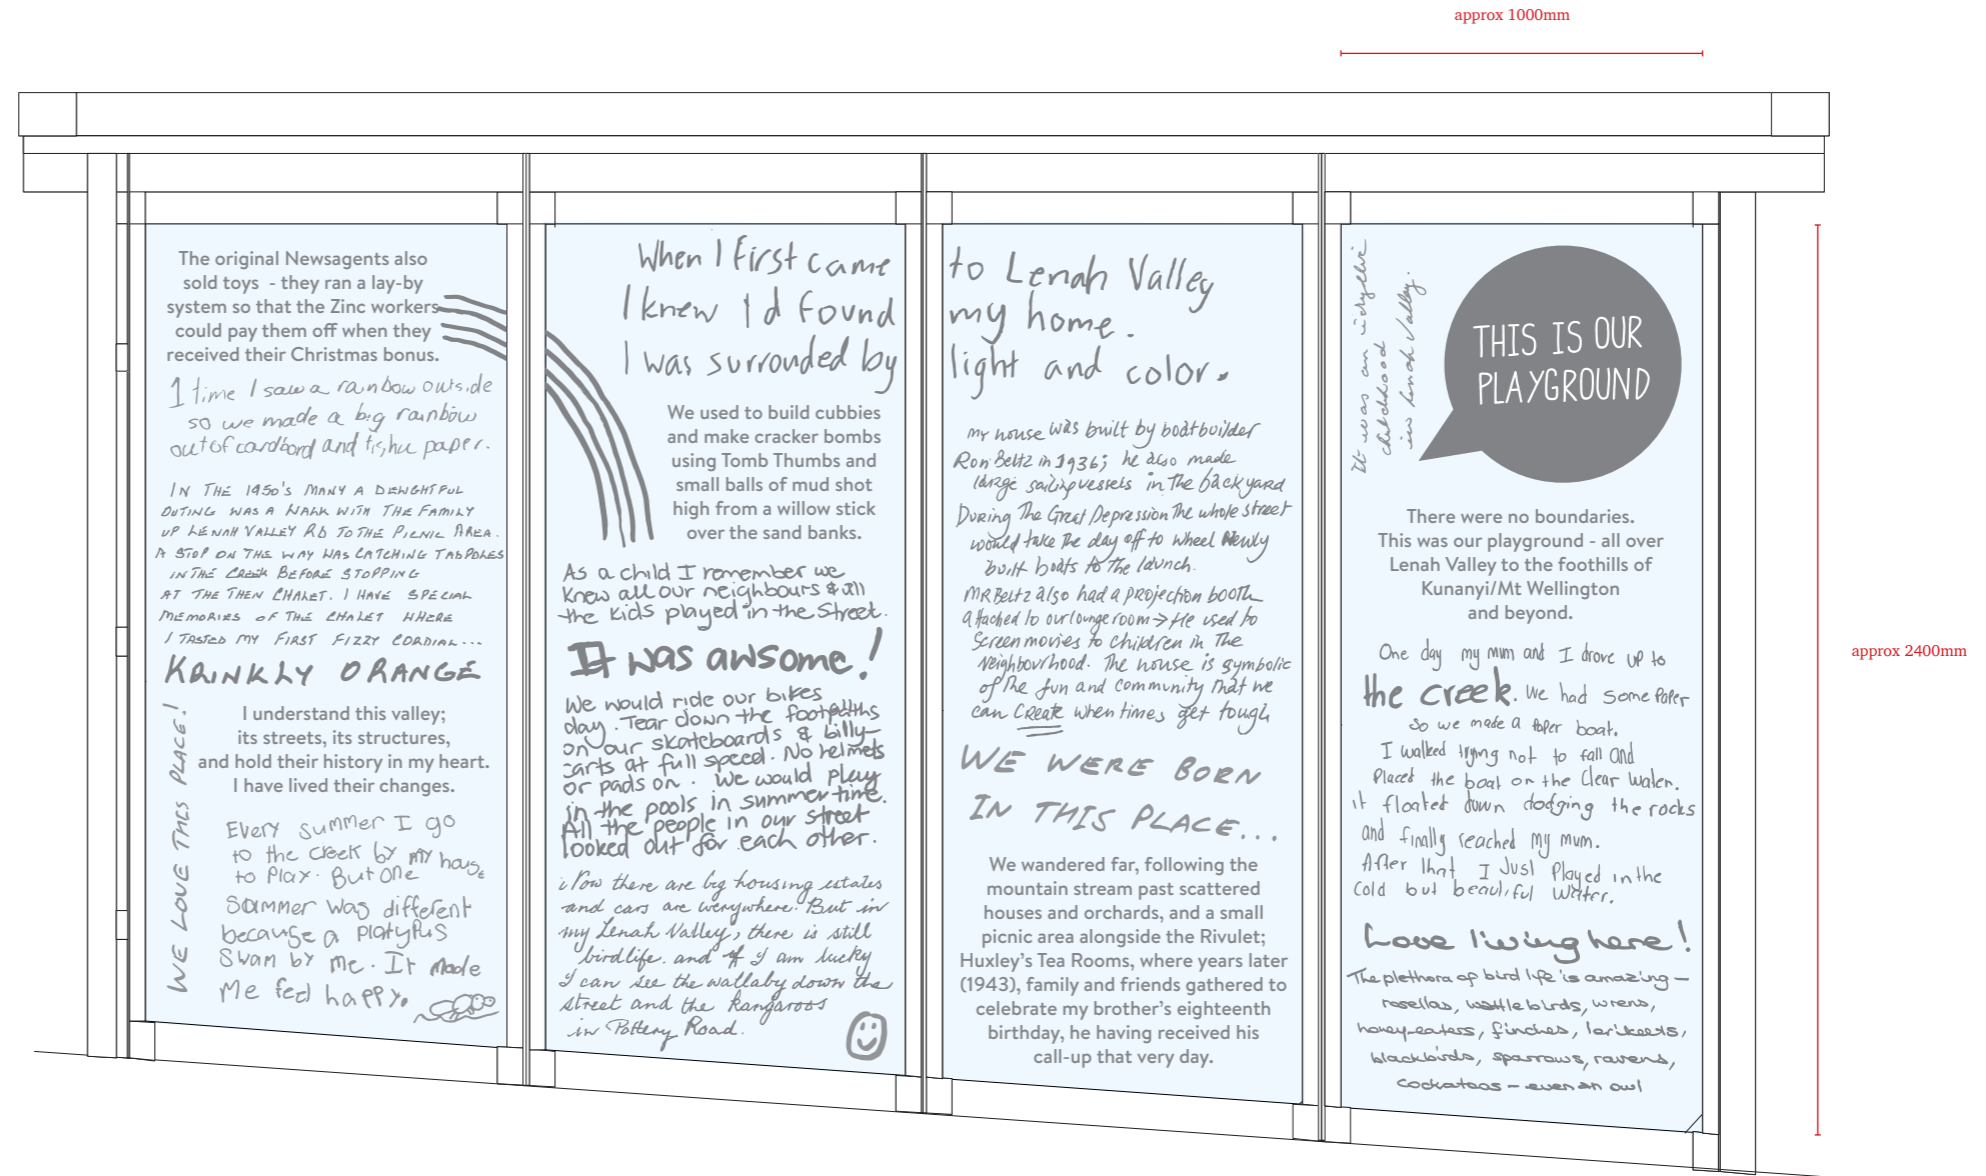 approx 1000mm
The original Newsagents also
sold toys - they ran a lay-by
system so that the Zinc workers
could pay them off when they
received their Christmas bonus.
1 time I saw a rainbow outside
so we made a big rainbow
out of cardbord and tishu paper.
IN THE 1950's MANY A DELIGHTFUL
OUTING WAS A WALK WITH THE FAMILY
UP LENAH VALLEY RD TO THE PICNIC AREA.
A STOP ON THE WAY WAS CATCHING TADPOLES
IN THE CREEK BEFORE STOPPING
AT THE THEN CHALET. I HAVE SPECIAL
MEMORIES OF THE CHALET WHERE
I TASTED MY FIRST FIZZY CORDIAL...
KRINKLY ORANGE
WE LOVE THIS PLACE!
I understand this valley;
its streets, its structures,
and hold their history in my heart.
I have lived their changes.
Every summer I go
to the creek by my house
to play. But one
Summer was different
because a platypus
Swam by me. It made
Me feel happy.
When I first came to Lenah Valley
I knew I'd found my home.
I was surrounded by light and color.
We used to build cubbies
and make cracker bombs
using Tomb Thumbs and
small balls of mud shot
high from a willow stick
over the sand banks.
As a child I remember we
knew all our neighbours & all
the kids played in the street.
It was awsome!
We would ride our bikes
day. Tear down the footpaths
on our skateboards & billy
carts at full speed. No helmets
or pads on. We would play
in the pools in summer time.
All the people in our street
looked out for each other.
Now there are big housing estates
and cars are everywhere. But in
my Lenah Valley, there is still
birdlife. and if I am lucky
I can see the wallaby down the
street and the kangaroos
in Pottery Road.
My house was built by boatbuilder
Ron Beltz in 1936; he also made
large sailing vessels in the backyard
During The Great Depression The whole street
would take the day off to wheel Newly
built boats to the launch.
MR Beltz also had a projection booth
attached to our lounge room → He used to
Screen movies to children in The
Neighbourhood. The house is symbolic
of the fun and community that we
can Create when times get tough
WE WERE BORN
IN THIS PLACE...
We wandered far, following the
mountain stream past scattered
houses and orchards, and a small
picnic area alongside the Rivulet;
Huxley's Tea Rooms, where years later
(1943), family and friends gathered to
celebrate my brother's eighteenth
birthday, he having received his
call-up that very day.
It was an idyllic
childhood
in Lenah Valley.
THIS IS OUR
PLAYGROUND
There were no boundaries.
This was our playground - all over
Lenah Valley to the foothills of
Kunanyi/Mt Wellington
and beyond.
One day my mum and I drove up to
the creek. We had some Paper
So we made a paper boat.
I walked trying not to fall and
Placed the boat on the Clear water.
it floated down dodging the rocks
and finally reached my mum.
After that I Just Played in the
Cold but beautiful Water.
Love living here!
The plethora of bird life is amazing –
rosellas, wattlebirds, wrens,
honey-eaters, finches, lorikeets,
blackbirds, sparrows, ravens,
cockatoos – even an owl
approx 2400mm